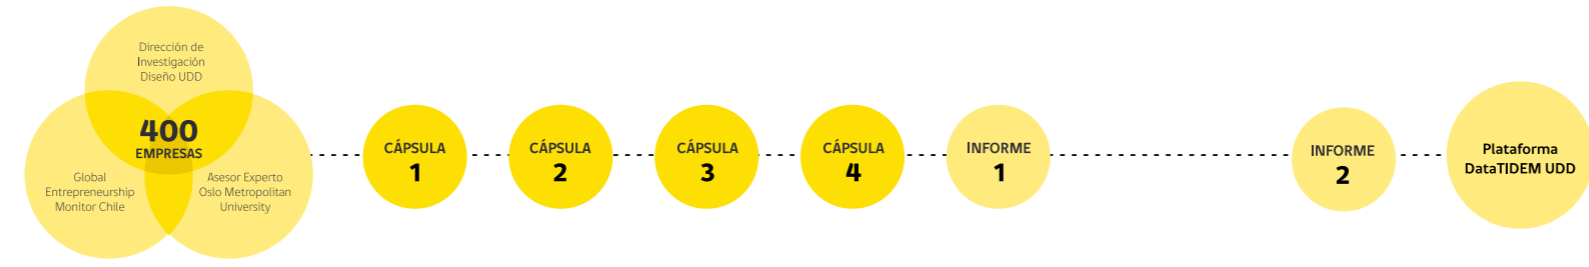 Dirección de
Investigación
Diseño UDD
400
EMPRESAS
Global
Entrepreneurship
Monitor Chile
Asesor Experto
Oslo Metropolitan
University
CÁPSULA
1
CÁPSULA
2
CÁPSULA
3
CÁPSULA
4
INFORME
1
INFORME
2
Plataforma
DataTIDEM UDD